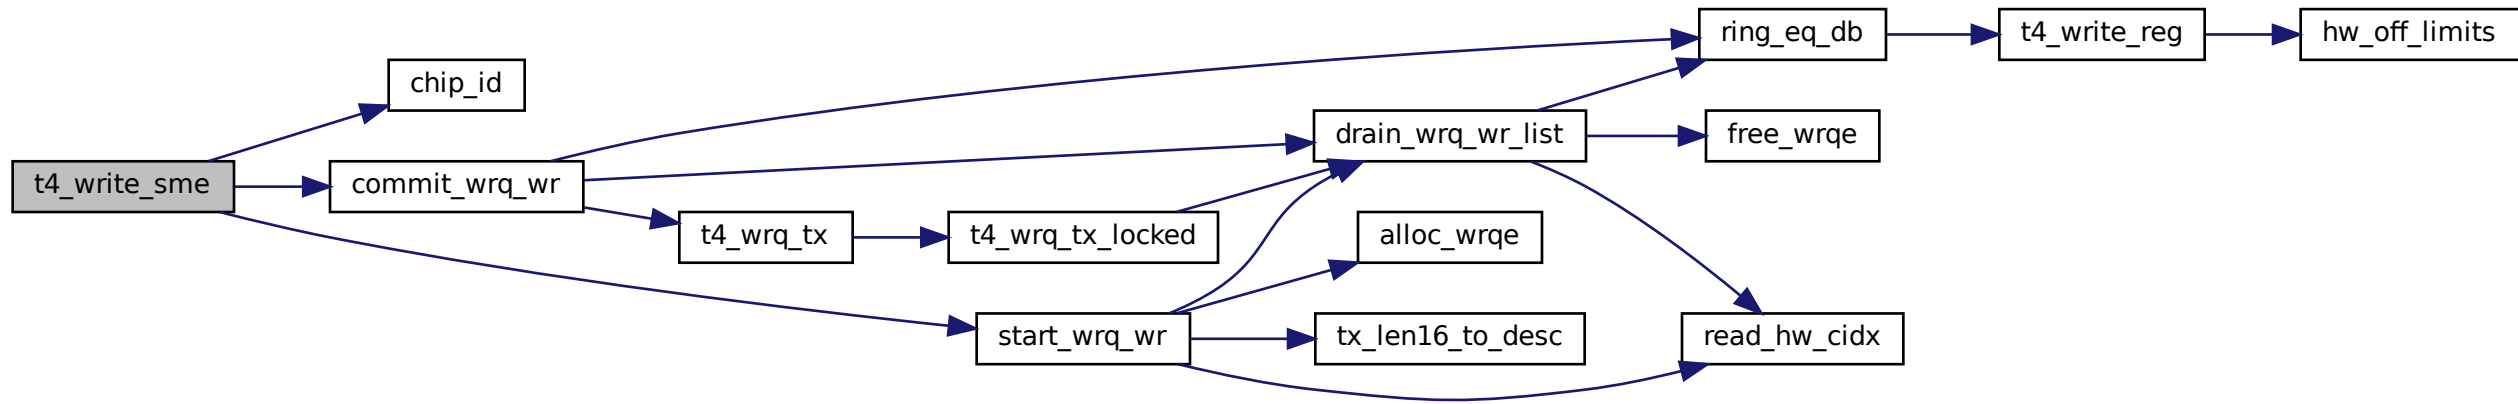 ring_eq_db
t4_write_reg
hw_off_limits
chip_id
drain_wrq_wr_list
free_wrqe
t4_write_sme
commit_wrq_wr
t4_wrq_tx
t4_wrq_tx_locked
alloc_wrqe
start_wrq_wr
tx_len16_to_desc
read_hw_cidx